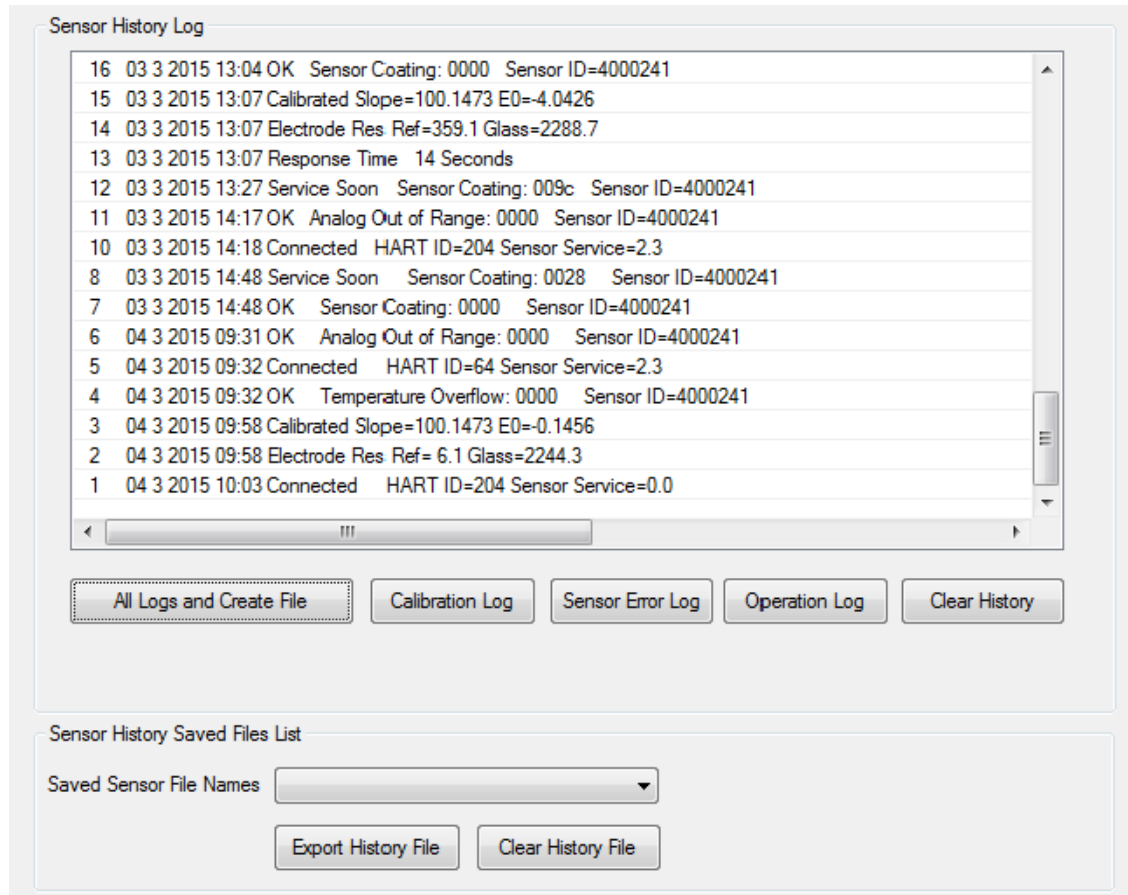 Sensor History Log
16 03 3 2015 13:04 OK Sensor Coating: 0000 Sensor ID=4000241
15 03 3 2015 13:07 Calibrated Slope=100.1473 E0=-4.0426
14 03 3 2015 13:07 Electrode Res Ref=359.1 Glass=2288.7
13 03 3 2015 13:07 Response Time 14 Seconds
12 03 3 2015 13:27 Service Soon Sensor Coating: 009c Sensor ID=4000241
11 03 3 2015 14:17 OK Analog Out of Range: 0000 Sensor ID=4000241
10 03 3 2015 14:18 Connected HART ID=204 Sensor Service=2.3
8 03 3 2015 14:48 Service Soon Sensor Coating: 0028 Sensor ID=4000241
7 03 3 2015 14:48 OK Sensor Coating: 0000 Sensor ID=4000241
6 04 3 2015 09:31 OK Analog Out of Range: 0000 Sensor ID=4000241
5 04 3 2015 09:32 Connected HART ID=64 Sensor Service=2.3
4 04 3 2015 09:32 OK Temperature Overflow: 0000 Sensor ID=4000241
3 04 3 2015 09:58 Calibrated Slope=100.1473 E0=-0.1456
2 04 3 2015 09:58 Electrode Res Ref= 6.1 Glass=2244.3
1 04 3 2015 10:03 Connected HART ID=204 Sensor Service=0.0
All Logs and Create File Calibration Log Sensor Error Log Operation Log Clear History
Sensor History Saved Files List
Saved Sensor File Names
Export History File Clear History File